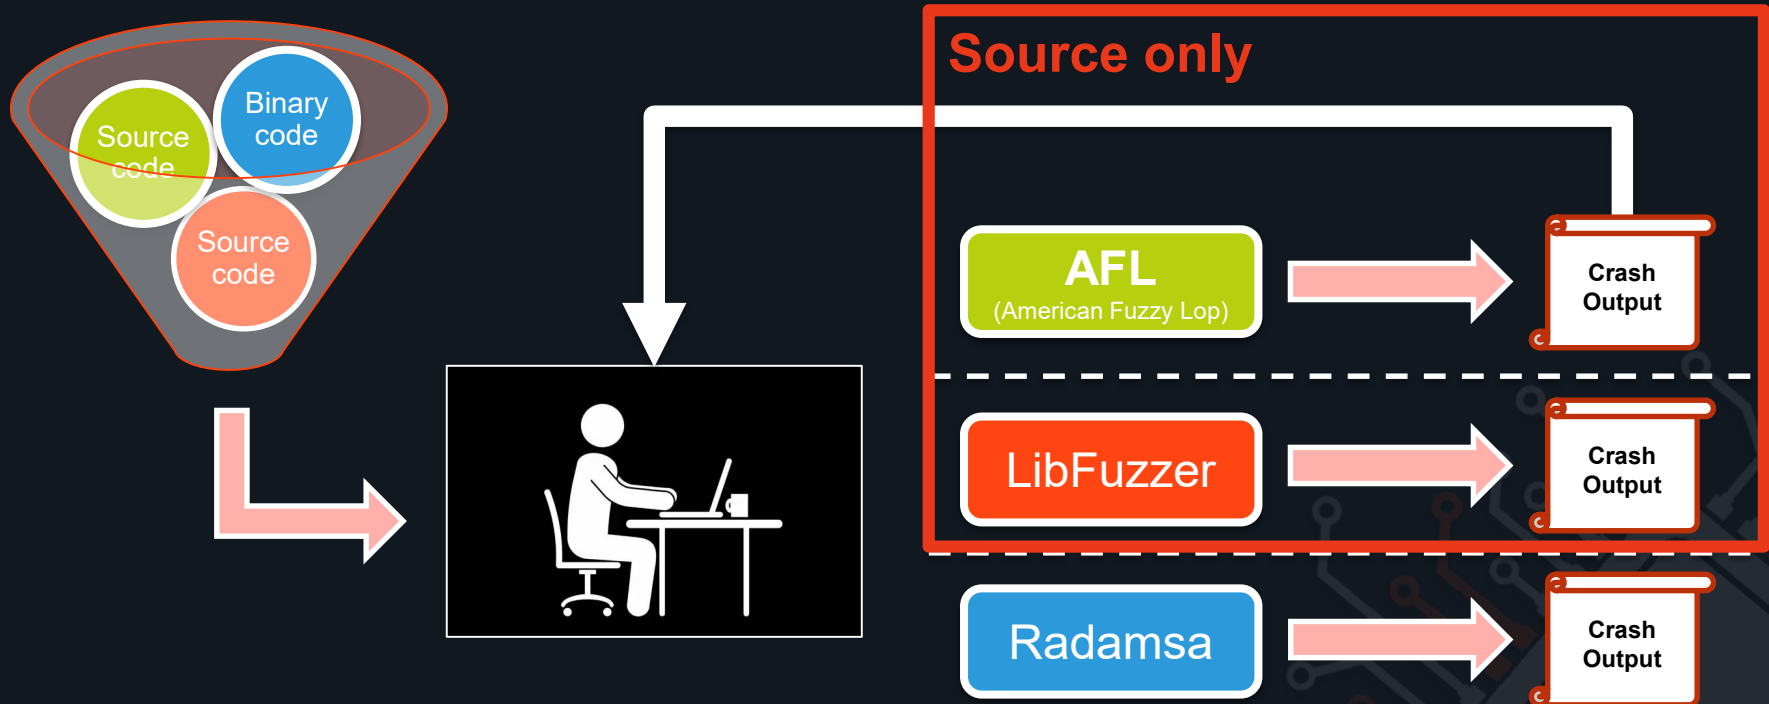 Source only
Binary
code
Source
code
Source
code
AFL
(American Fuzzy Lop)
Crash
Output
LibFuzzer
Crash
Output
Radamsa
Crash
Output